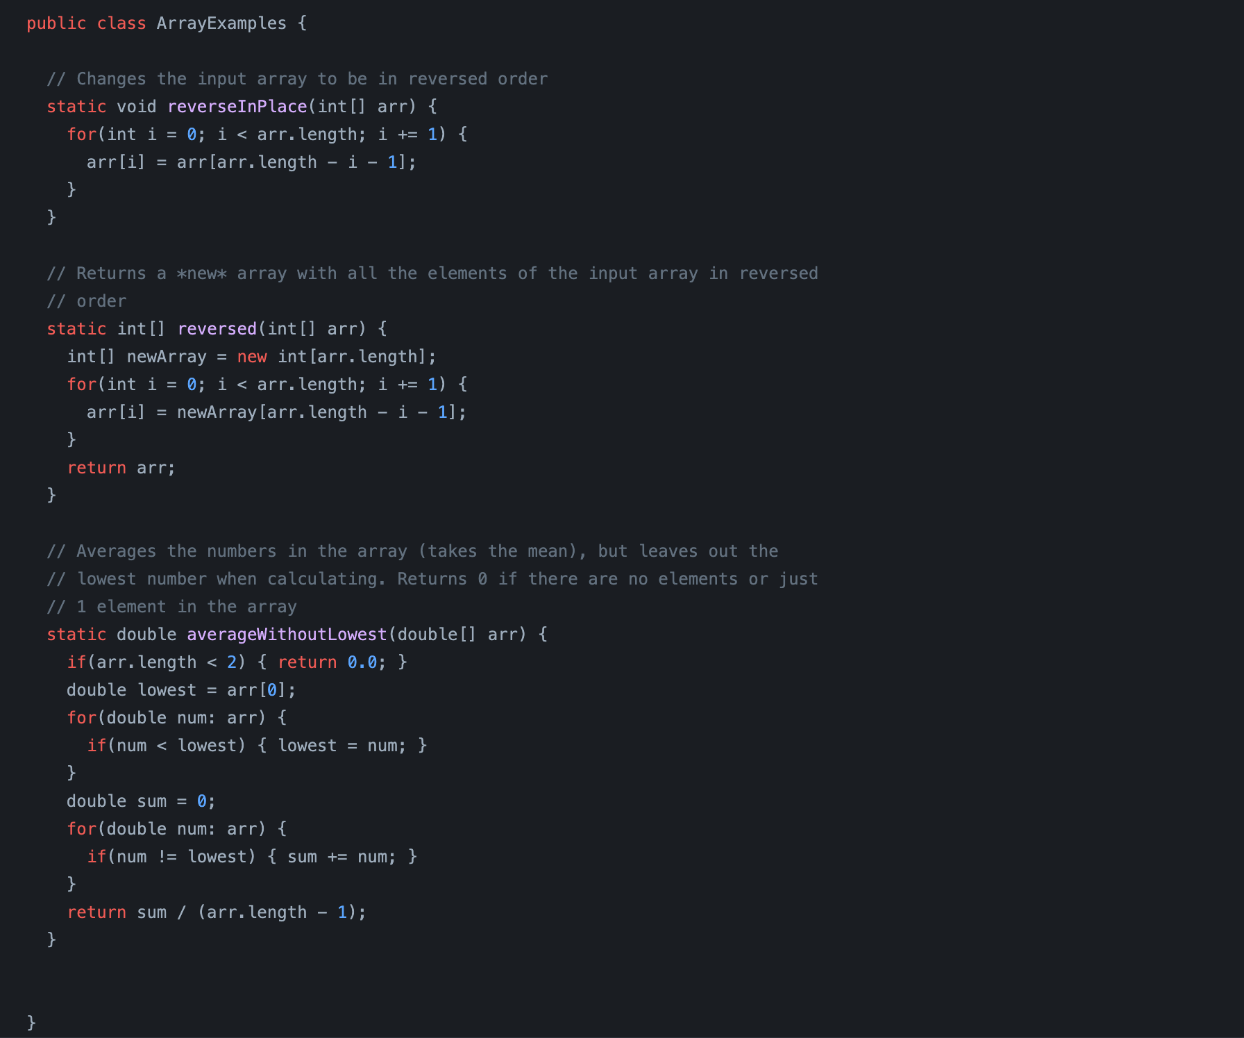 public class ArrayExamples {
// Changes the input array to be in reversed order
static void reverseInPlace(int[] arr) {
for(int i = 0; i < arr.length; i += 1) {
arr[i] = arr[arr.length - i - 1];
}
}
// Returns a *new* array with all the elements of the input array in reversed
// order
static int[] reversed(int[] arr) {
int[] newArray = new int[arr.length];
for(int i = 0; i < arr.length; i += 1) {
arr[i] = newArray[arr.length - i - 1];
}
return arr;
}
// Averages the numbers in the array (takes the mean), but leaves out the
// lowest number when calculating. Returns 0 if there are no elements or just
// 1 element in the array
static double averageWithoutLowest(double[] arr) {
if(arr.length < 2) { return 0.0; }
double lowest = arr[0];
for(double num: arr) {
if(num < lowest) { lowest = num; }
}
double sum = 0;
for(double num: arr) {
if(num != lowest) { sum += num; }
}
return sum / (arr.length - 1);
}
}